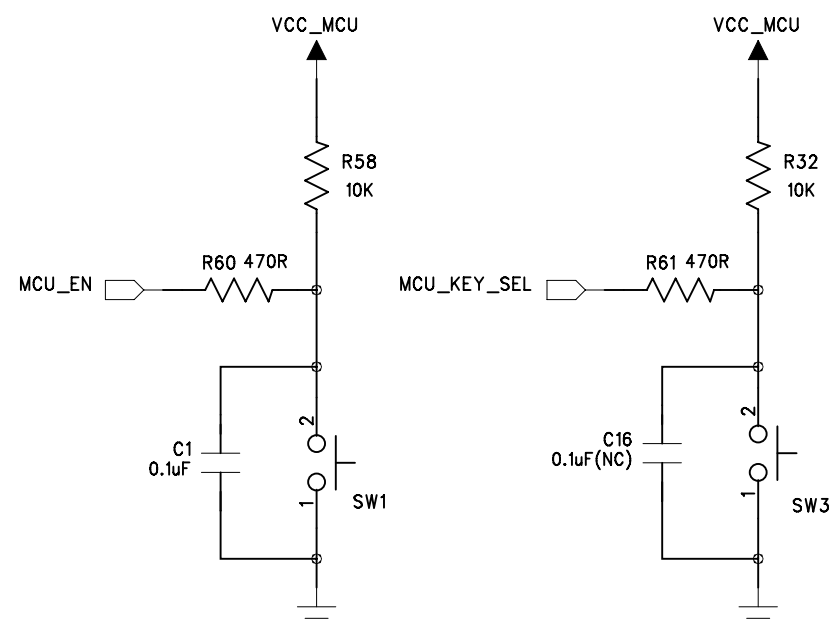 VCC_MCU
VCC_MCU
R58
10K
R32
10K
R60 470R
R61 470R
MCU_EN
MCU_KEY_SEL
2
2
C1
0.1uF
C16
0.1uF(NC)
1
1
SW1
SW3